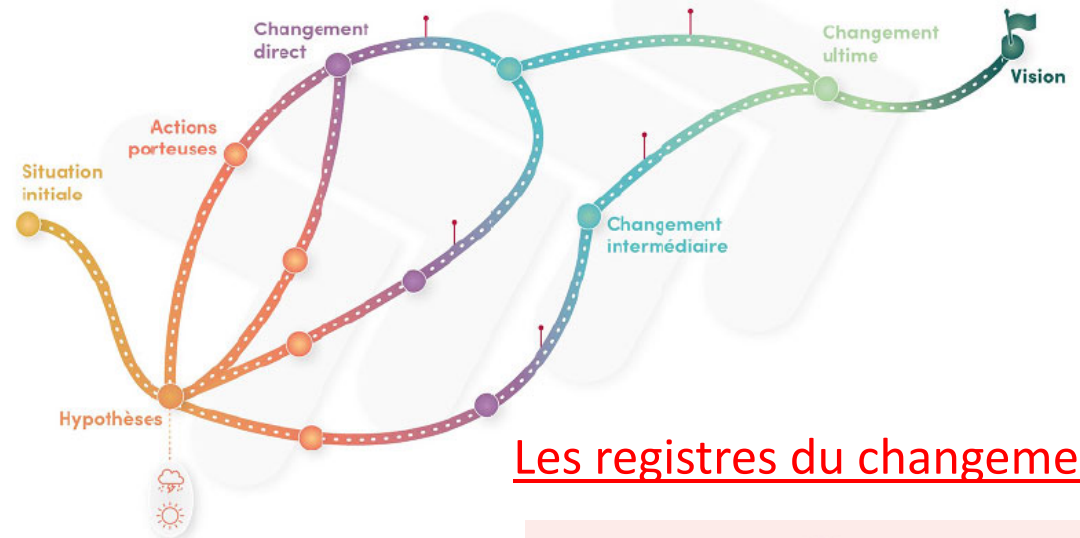 Changement
direct
Changement
ultime
Vision
Actions
porteuses
Situation
initiale
Changement
intermédiaire
Hypothèses
Les registres du changeme